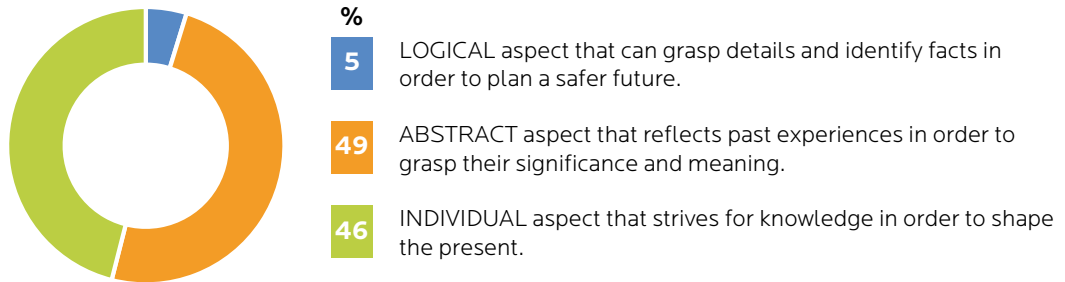 %
5
LOGICAL aspect that can grasp details and identify facts in
order to plan a safer future.
49
ABSTRACT aspect that reflects past experiences in order to
grasp their significance and meaning.
46
INDIVIDUAL aspect that strives for knowledge in order to shape
the present.